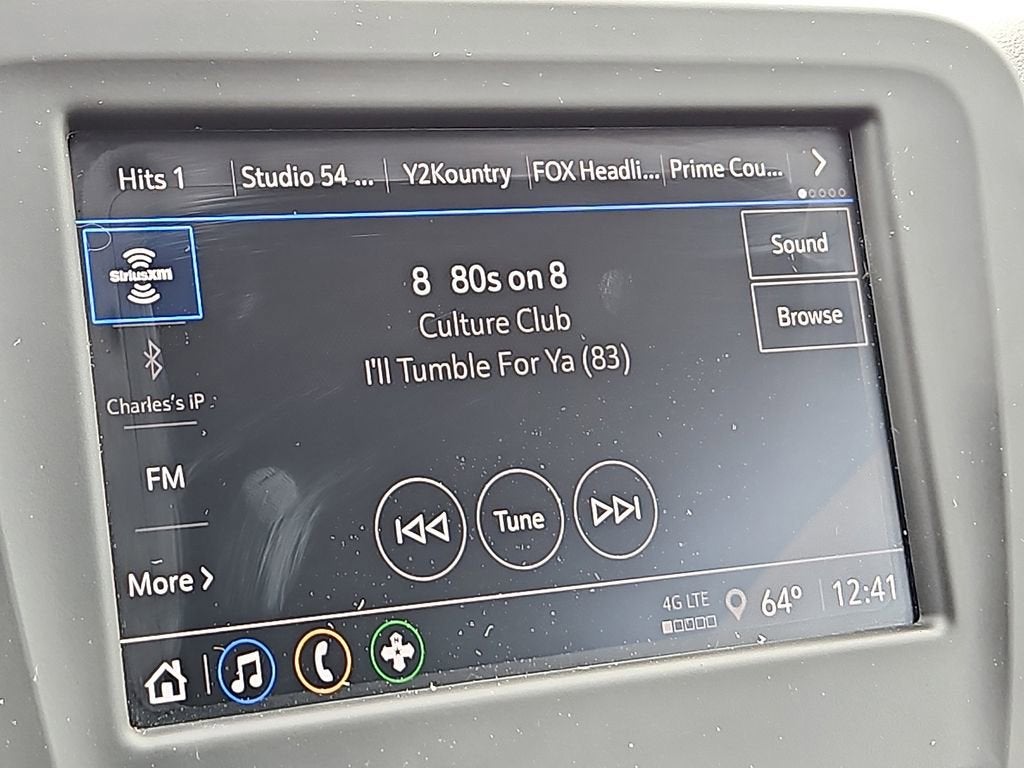 Hits 1
Studio 54 ...
Y2Kountry
FOX Headli...
Prime Cou...
SiriusXM
Sound
8 80s on 8
Culture Club
I'll Tumble For Ya (83)
Browse
Charles's iP
FM
Tune
More
4G LTE
64°
12:41